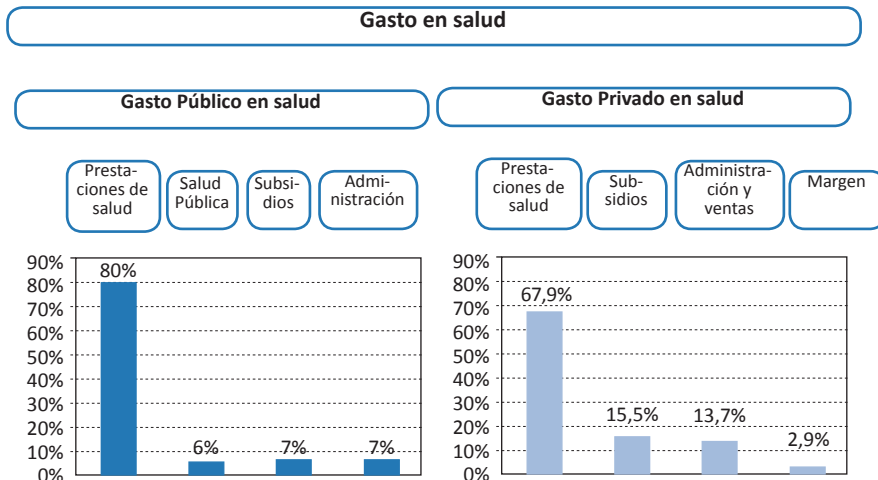 Gasto en salud
Gasto Público en salud
Gasto Privado en salud
Presta-
ciones de
salud
Salud
Pública
Subsi-
dios
Admi-
nistración
Presta-
ciones de
salud
Sub-
sidios
Administra-
ción y
ventas
Margen
90%
80%
70%
60%
50%
40%
30%
20%
10%
0%
80%
6%
7%
7%
90%
80%
70%
60%
50%
40%
30%
20%
10%
0%
67,9%
15,5%
13,7%
2,9%